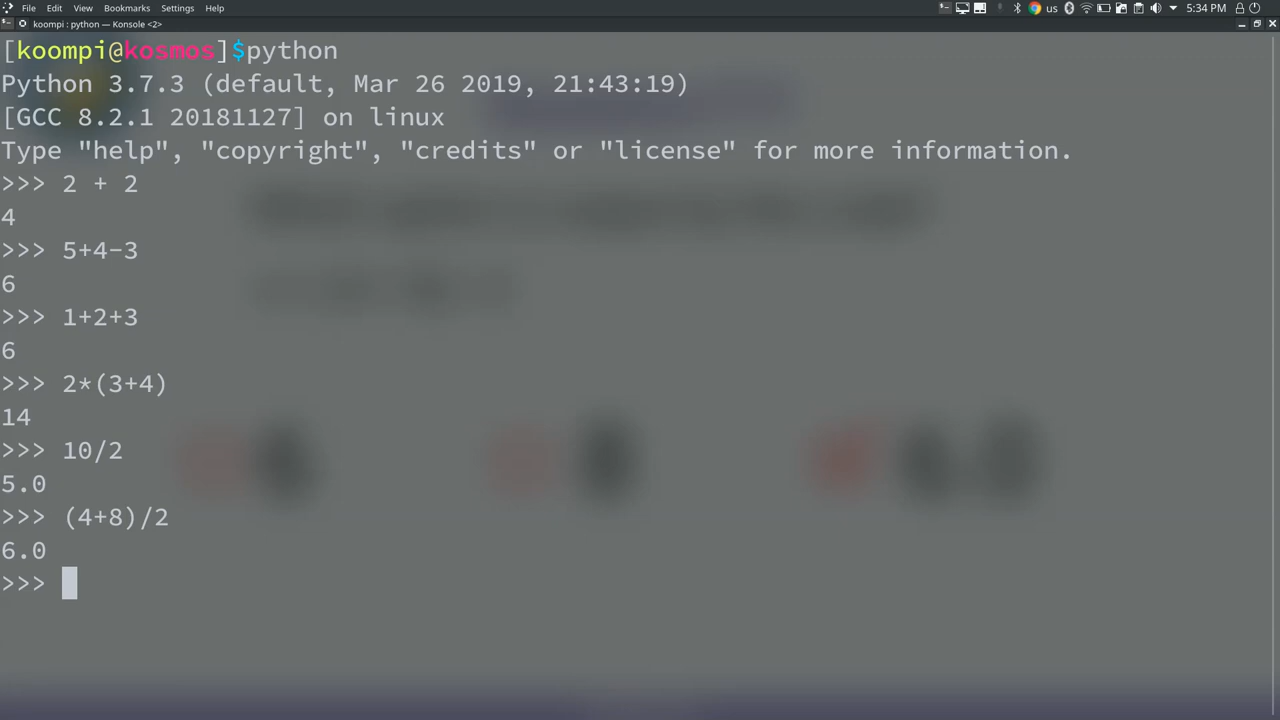 File Edit View Bookmarks Settings Help us 5:34 PM
koompi : python — Konsole <2>
[koompi@kosmos]$python
Python 3.7.3 (default, Mar 26 2019, 21:43:19)
[GCC 8.2.1 20181127] on linux
Type "help", "copyright", "credits" or "license" for more information.
>>> 2 + 2
4
>>> 5+4-3
6
>>> 1+2+3
6
>>> 2*(3+4)
14
>>> 10/2
5.0
>>> (4+8)/2
6.0
>>>